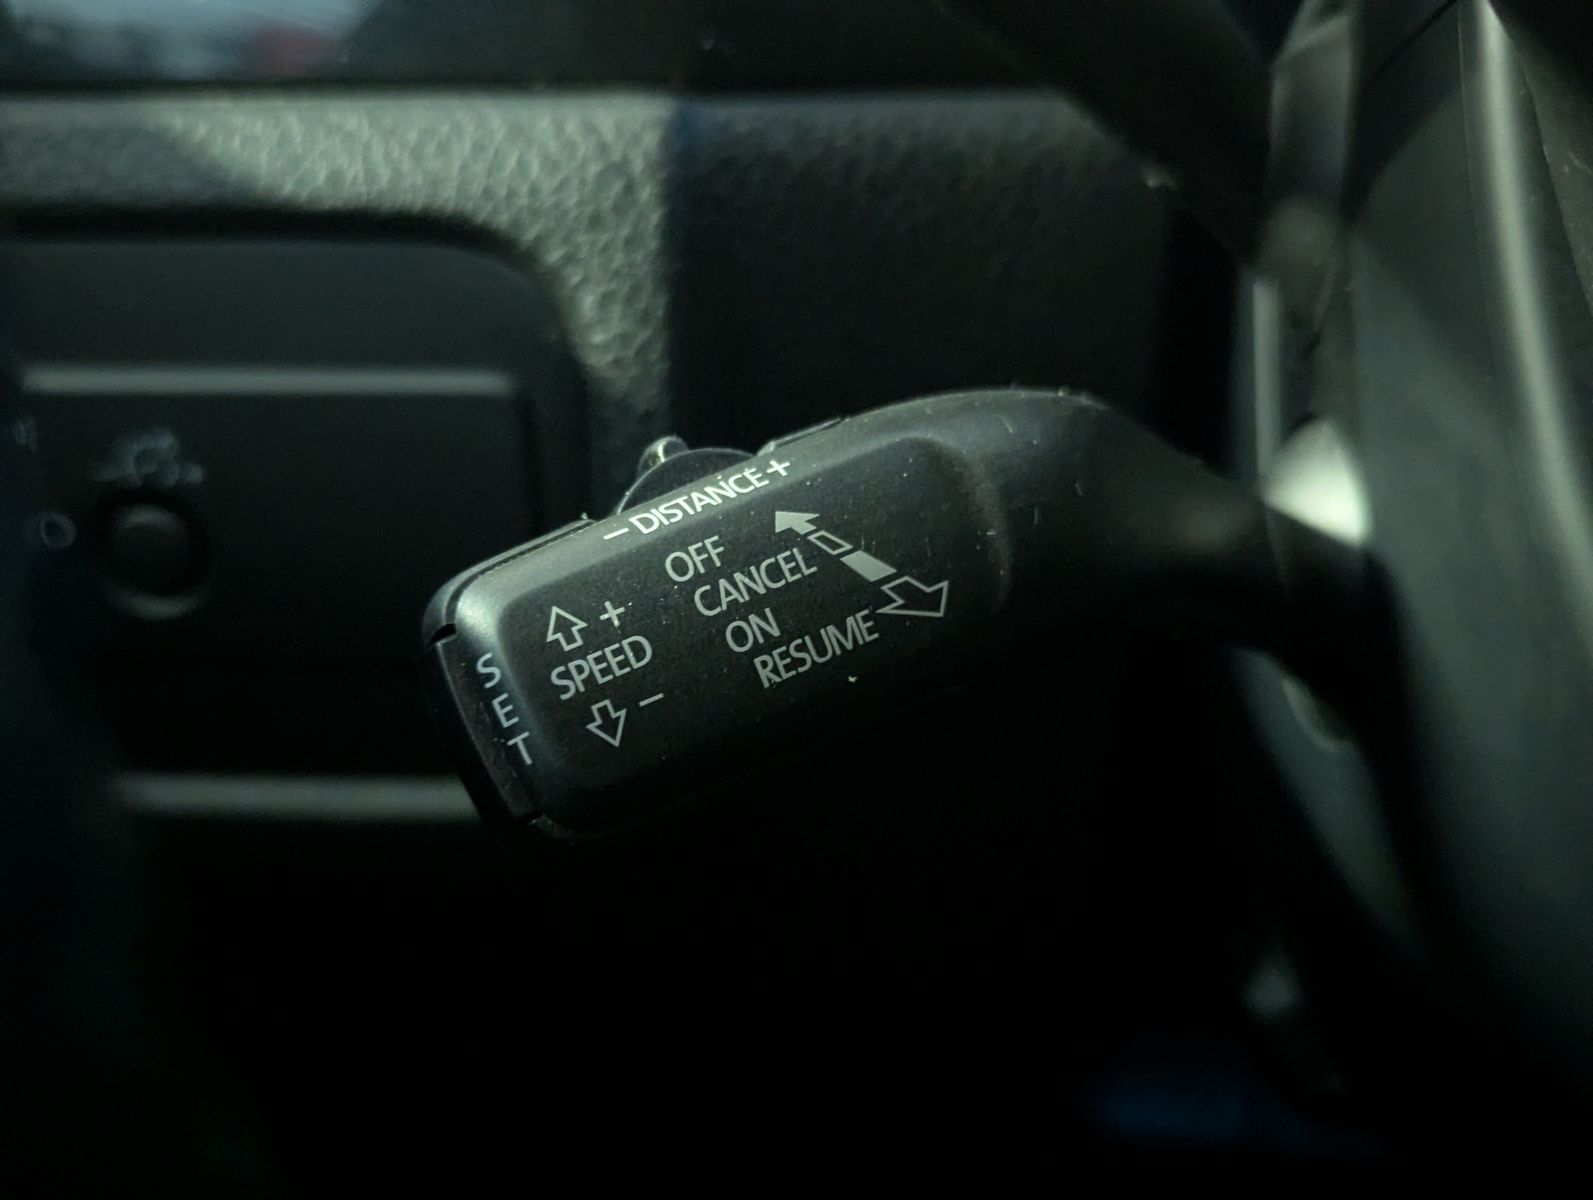 − DISTANCE +
OFF
CANCEL
ON
RESUME
+
SPEED
−
SET